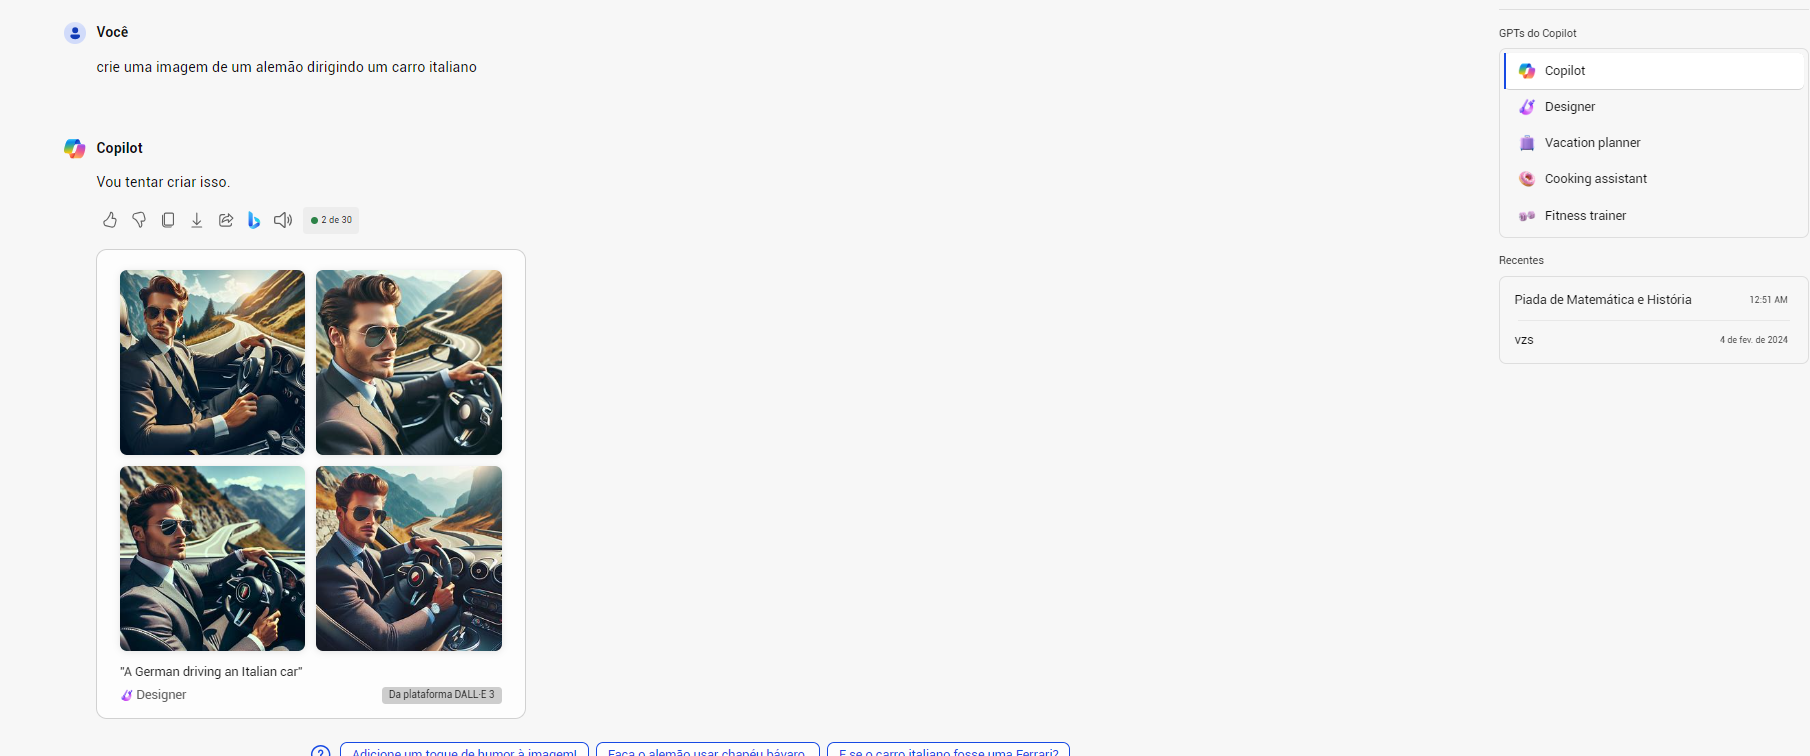 Você
crie uma imagem de um alemão dirigindo um carro italiano
Copilot
Vou tentar criar isso.
2 de 30
"A German driving an Italian car"
Designer
Da plataforma DALL·E 3
Adicione um toque de humor à imagem!
Faça o alemão usar chapéu bávaro.
E se o carro italiano fosse uma Ferrari?
GPTs do Copilot
Copilot
Designer
Vacation planner
Cooking assistant
Fitness trainer
Recentes
Piada de Matemática e História 12:51 AM
vzs 4 de fev. de 2024